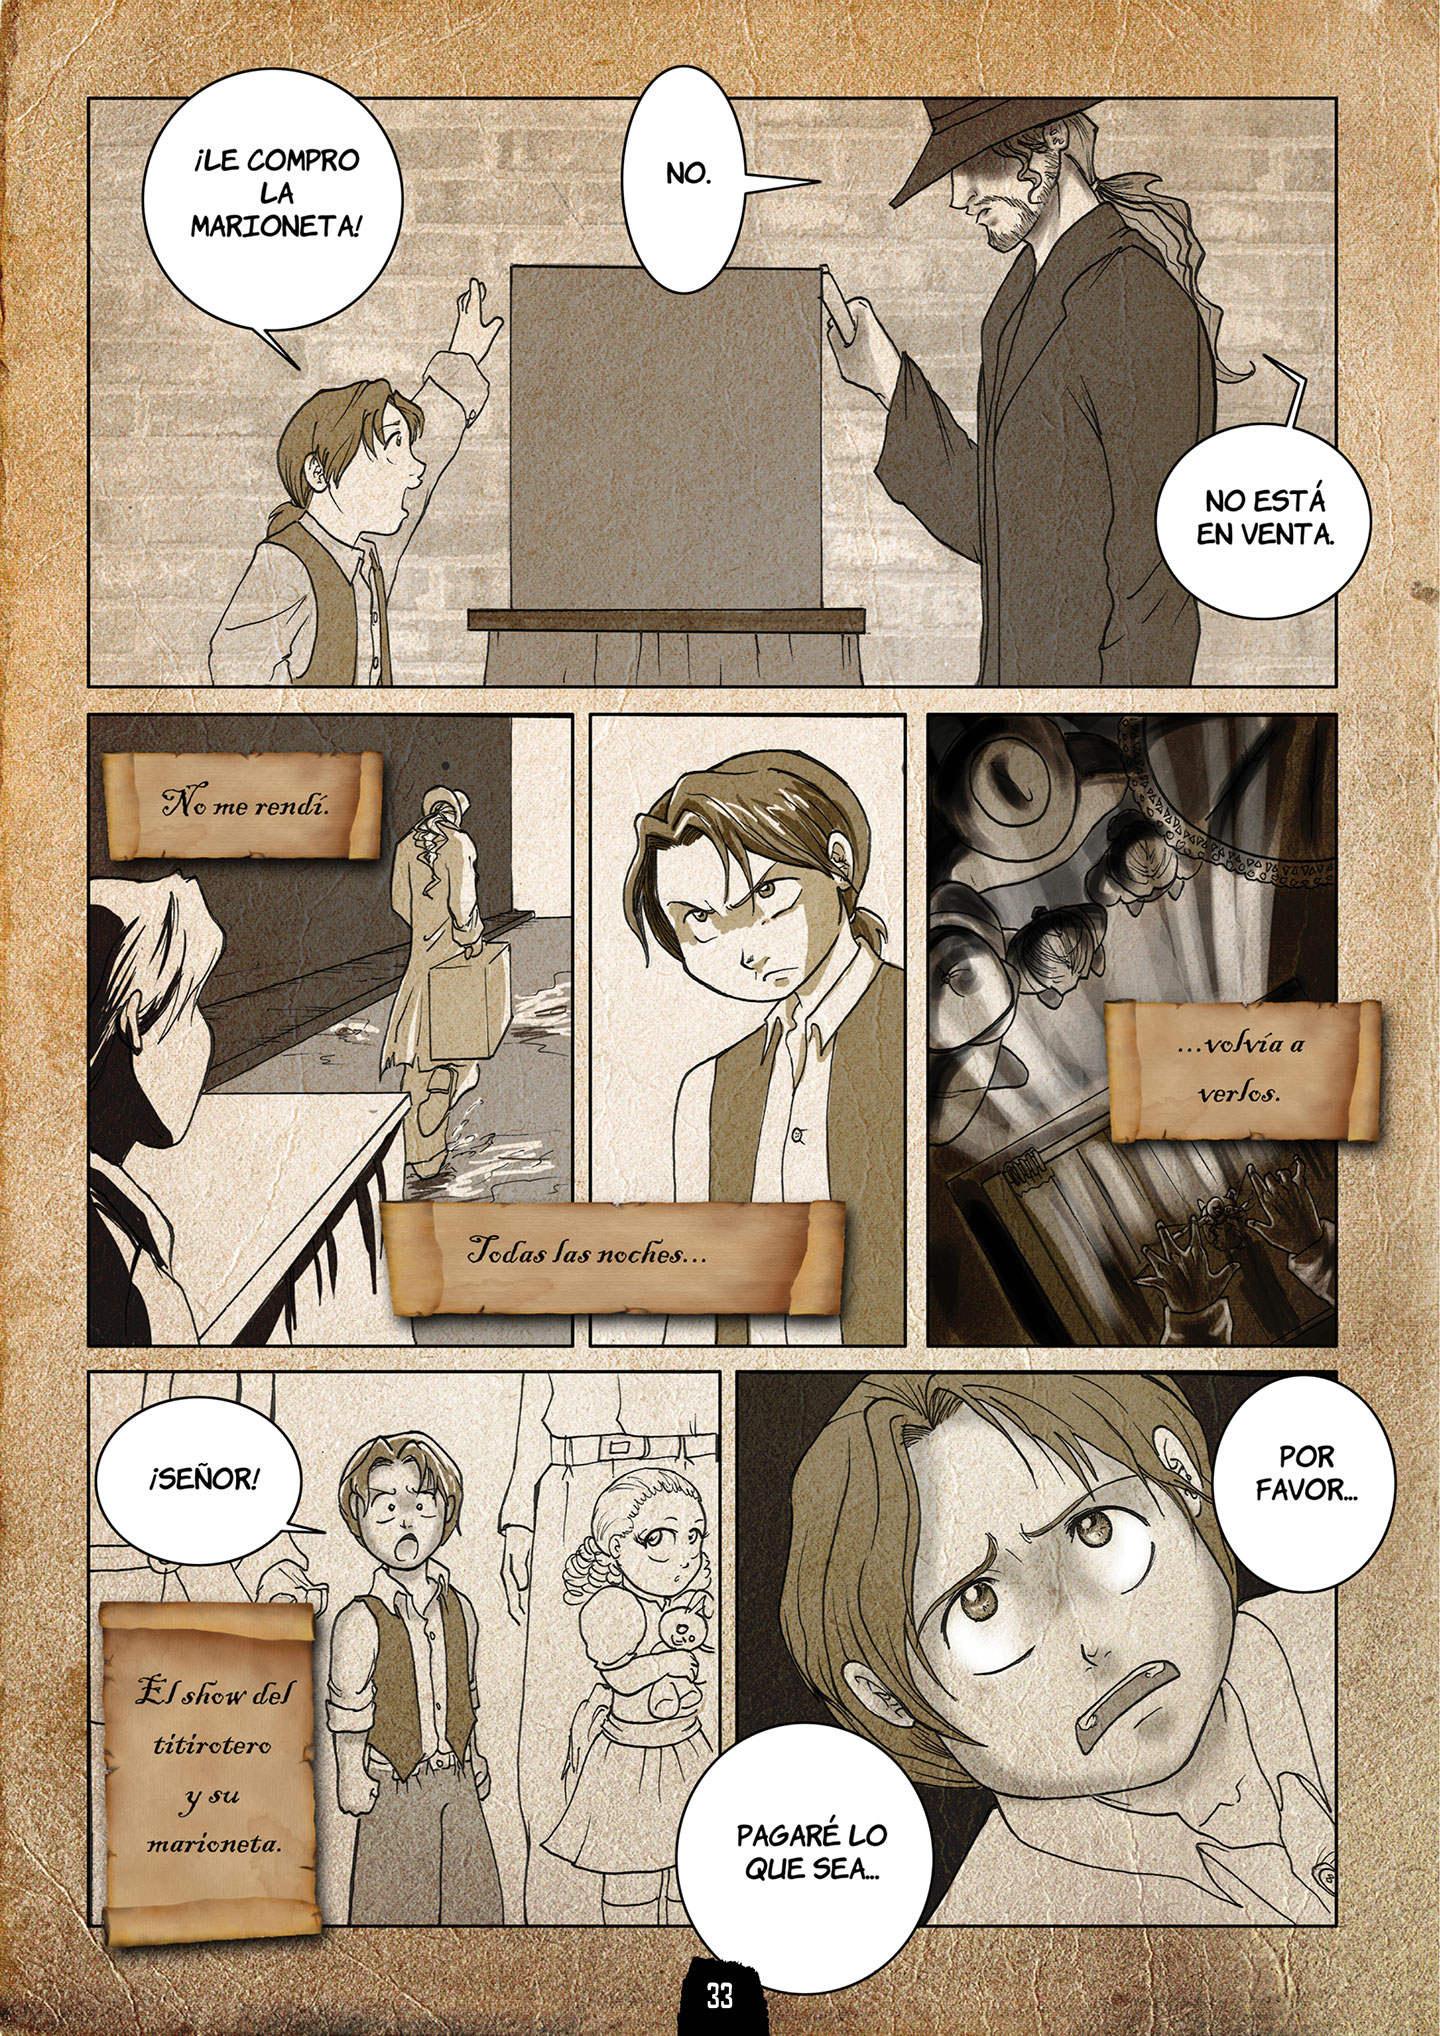 ¡LE COMPRO
LA
MARIONETA!
NO.
NO ESTÁ
EN VENTA.
No me rendí.
Todas las noches...
...volvía a
verlos.
¡SEÑOR!
El show del
titirotero
y su
marioneta.
POR
FAVOR...
PAGARÉ LO
QUE SEA...
33